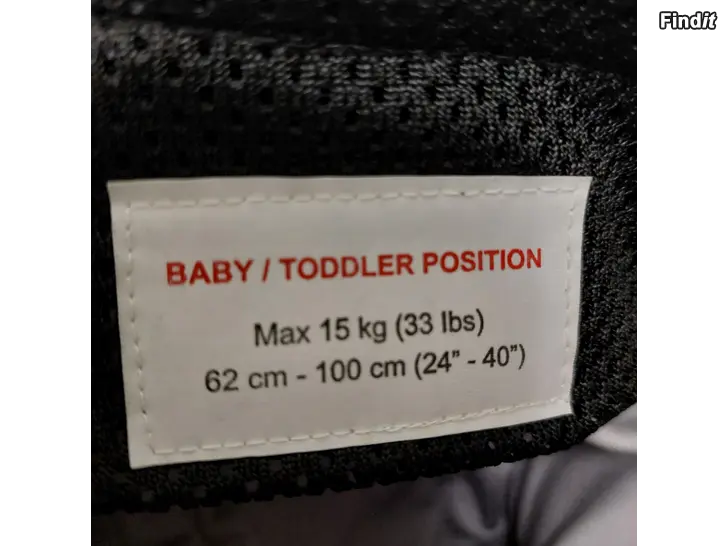 Findit
BABY / TODDLER POSITION
Max 15 kg (33 lbs)
62 cm - 100 cm (24” - 40”)